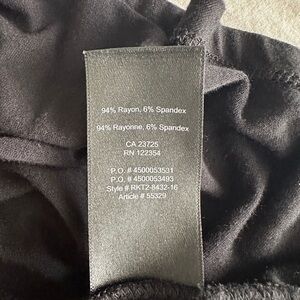 94% Rayon, 6% Spandex
94% Rayonne, 6% Spandex
CA 23725
RN 122354
P.O. # 4500053531
P.O. # 4500053493
Style # RKT2-8432-16
Article # 55329